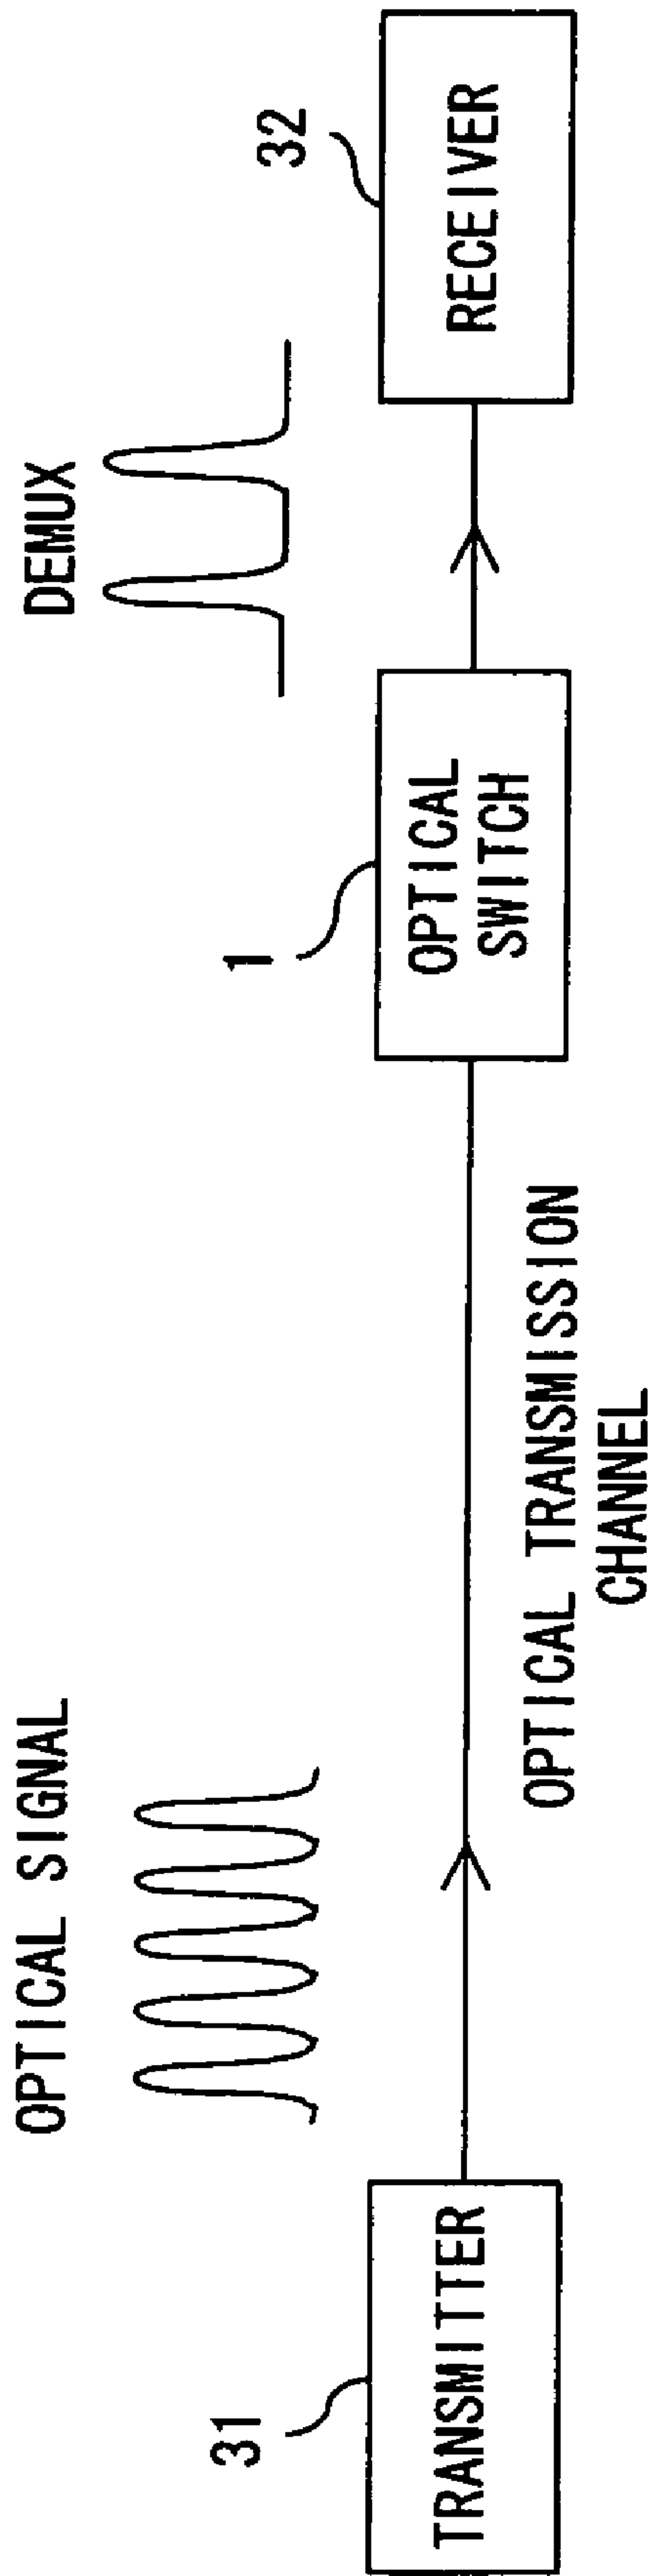 OPTICAL SIGNAL
DEMUX
31
1
32
TRANSMITTER
OPTICAL
SWITCH
RECEIVER
OPTICAL TRANSMISSION
CHANNEL